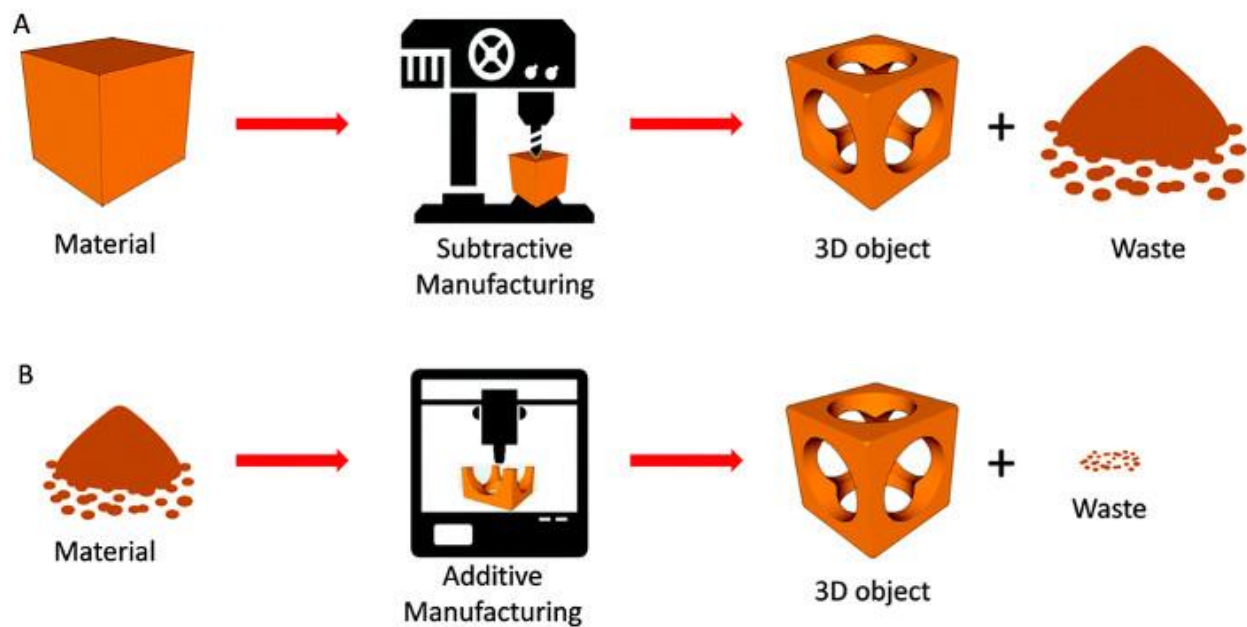 A
Material
Subtractive
Manufacturing
3D object
+
Waste
B
Material
Additive
Manufacturing
3D object
+
Waste